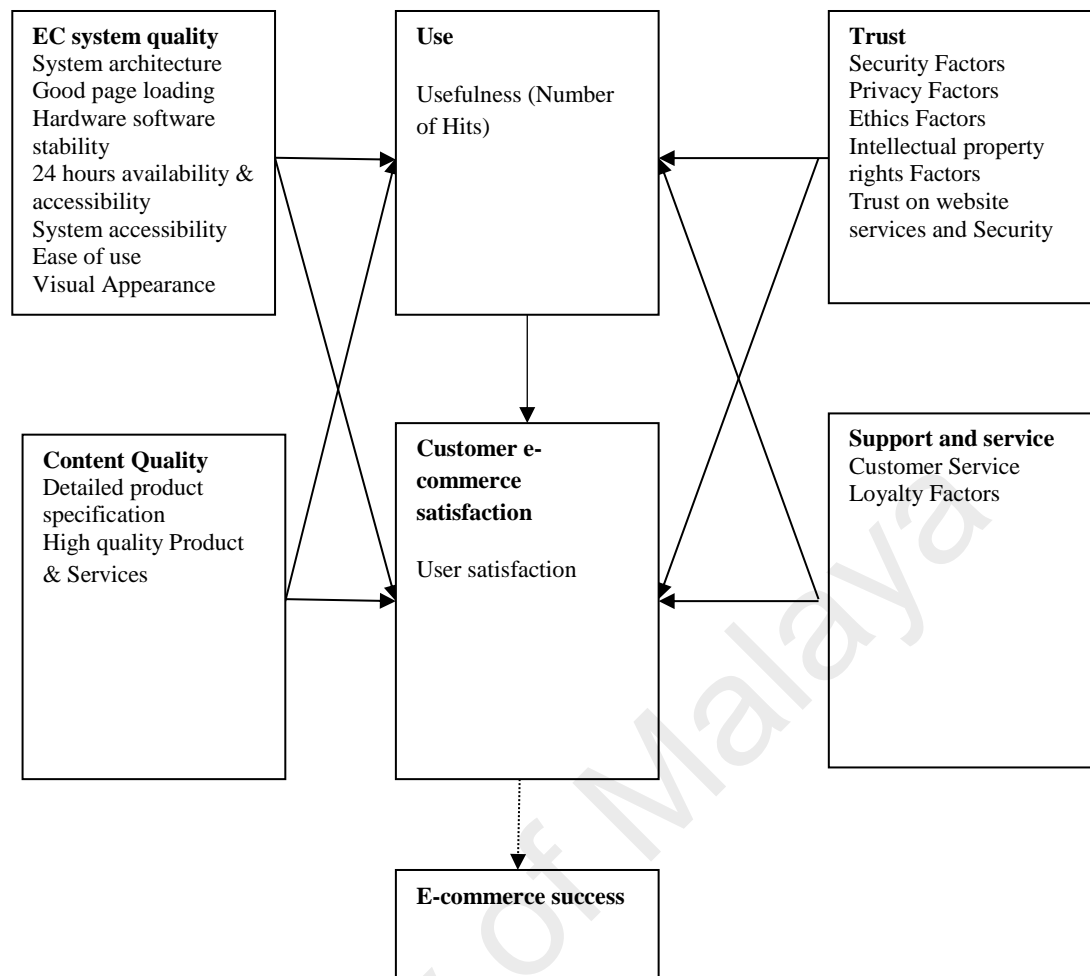 EC system quality
System architecture
Good page loading
Hardware software
stability
24 hours availability &
accessibility
System accessibility
Ease of use
Visual Appearance
Use
Usefulness (Number
of Hits)
Trust
Security Factors
Privacy Factors
Ethics Factors
Intellectual property
rights Factors
Trust on website
services and Security
Content Quality
Detailed product
specification
High quality Product
& Services
Customer e-
commerce
satisfaction
User satisfaction
Support and service
Customer Service
Loyalty Factors
E-commerce success
of Malaya